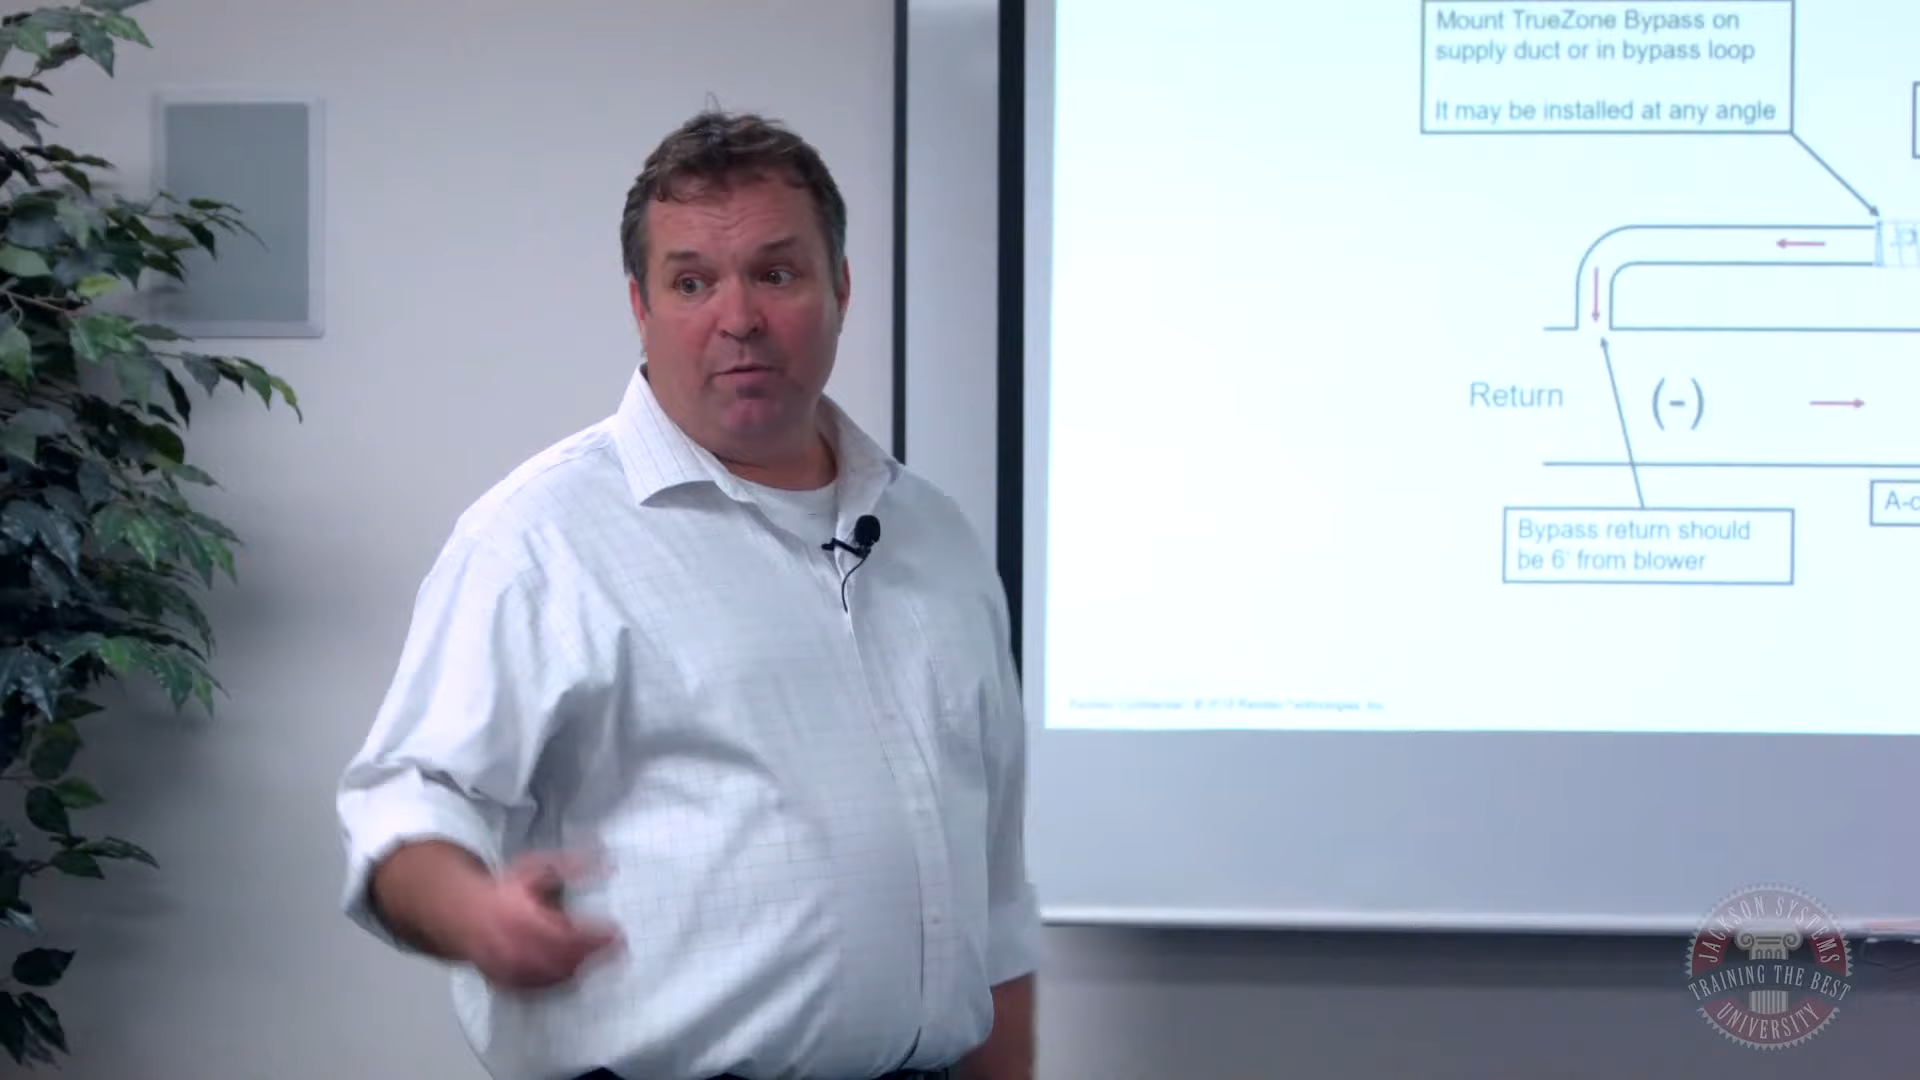 Mount TrueZone Bypass on
supply duct or in bypass loop
It may be installed at any angle
Return
(-)
Bypass return should
be 6' from blower
JACKSON SYSTEMS
TRAINING THE BEST
UNIVERSITY